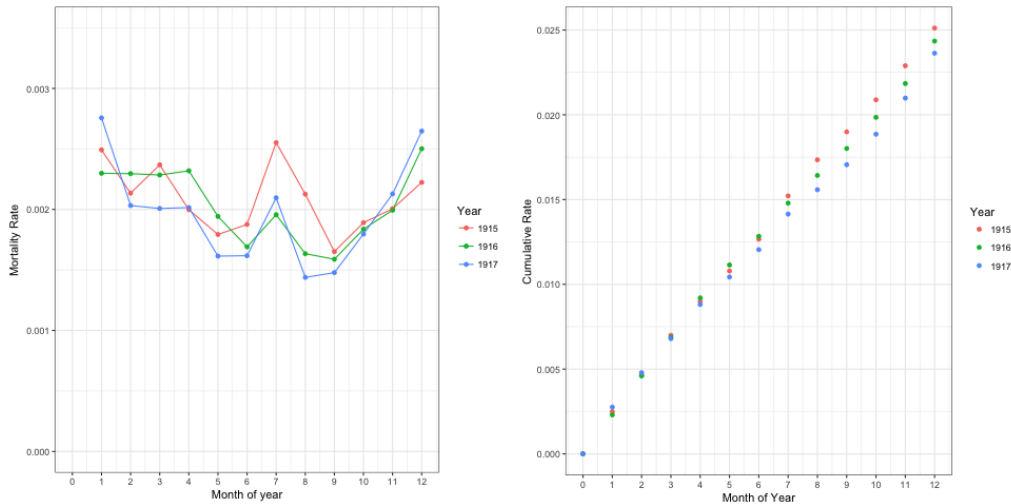 Mortality Rate
0.003
0.002
0.001
0.000
0 1 2 3 4 5 6 7 8 9 10 11 12
Month of year
Year
1915
1916
1917
Cumulative Rate
0.025
0.020
0.015
0.010
0.005
0.000
0 1 2 3 4 5 6 7 8 9 10 11 12
Month of Year
Year
1915
1916
1917